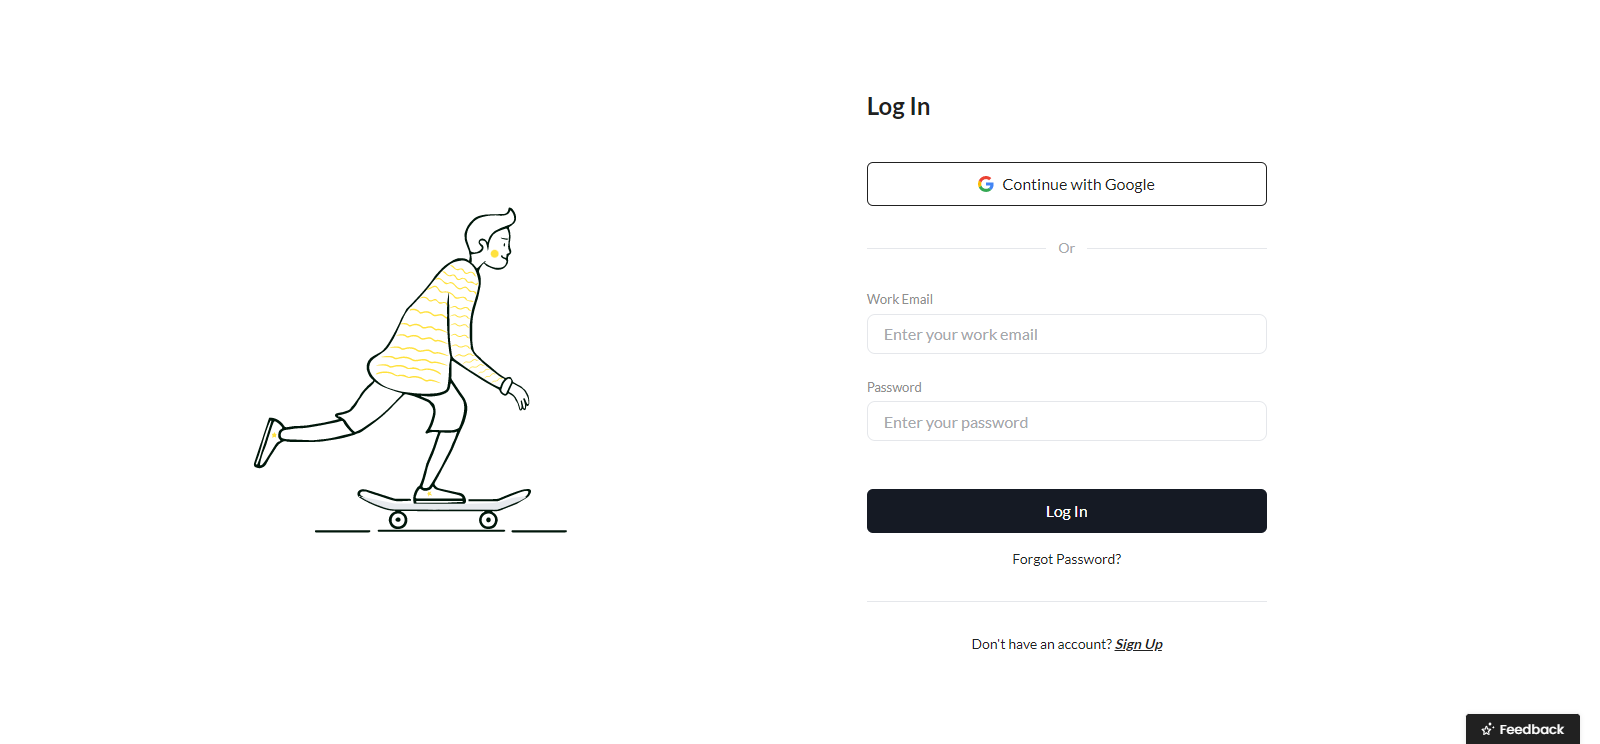 Log In
Continue with Google
Or
Work Email
Enter your work email
Password
Enter your password
Log In
Forgot Password?
Don't have an account? Sign Up
Feedback